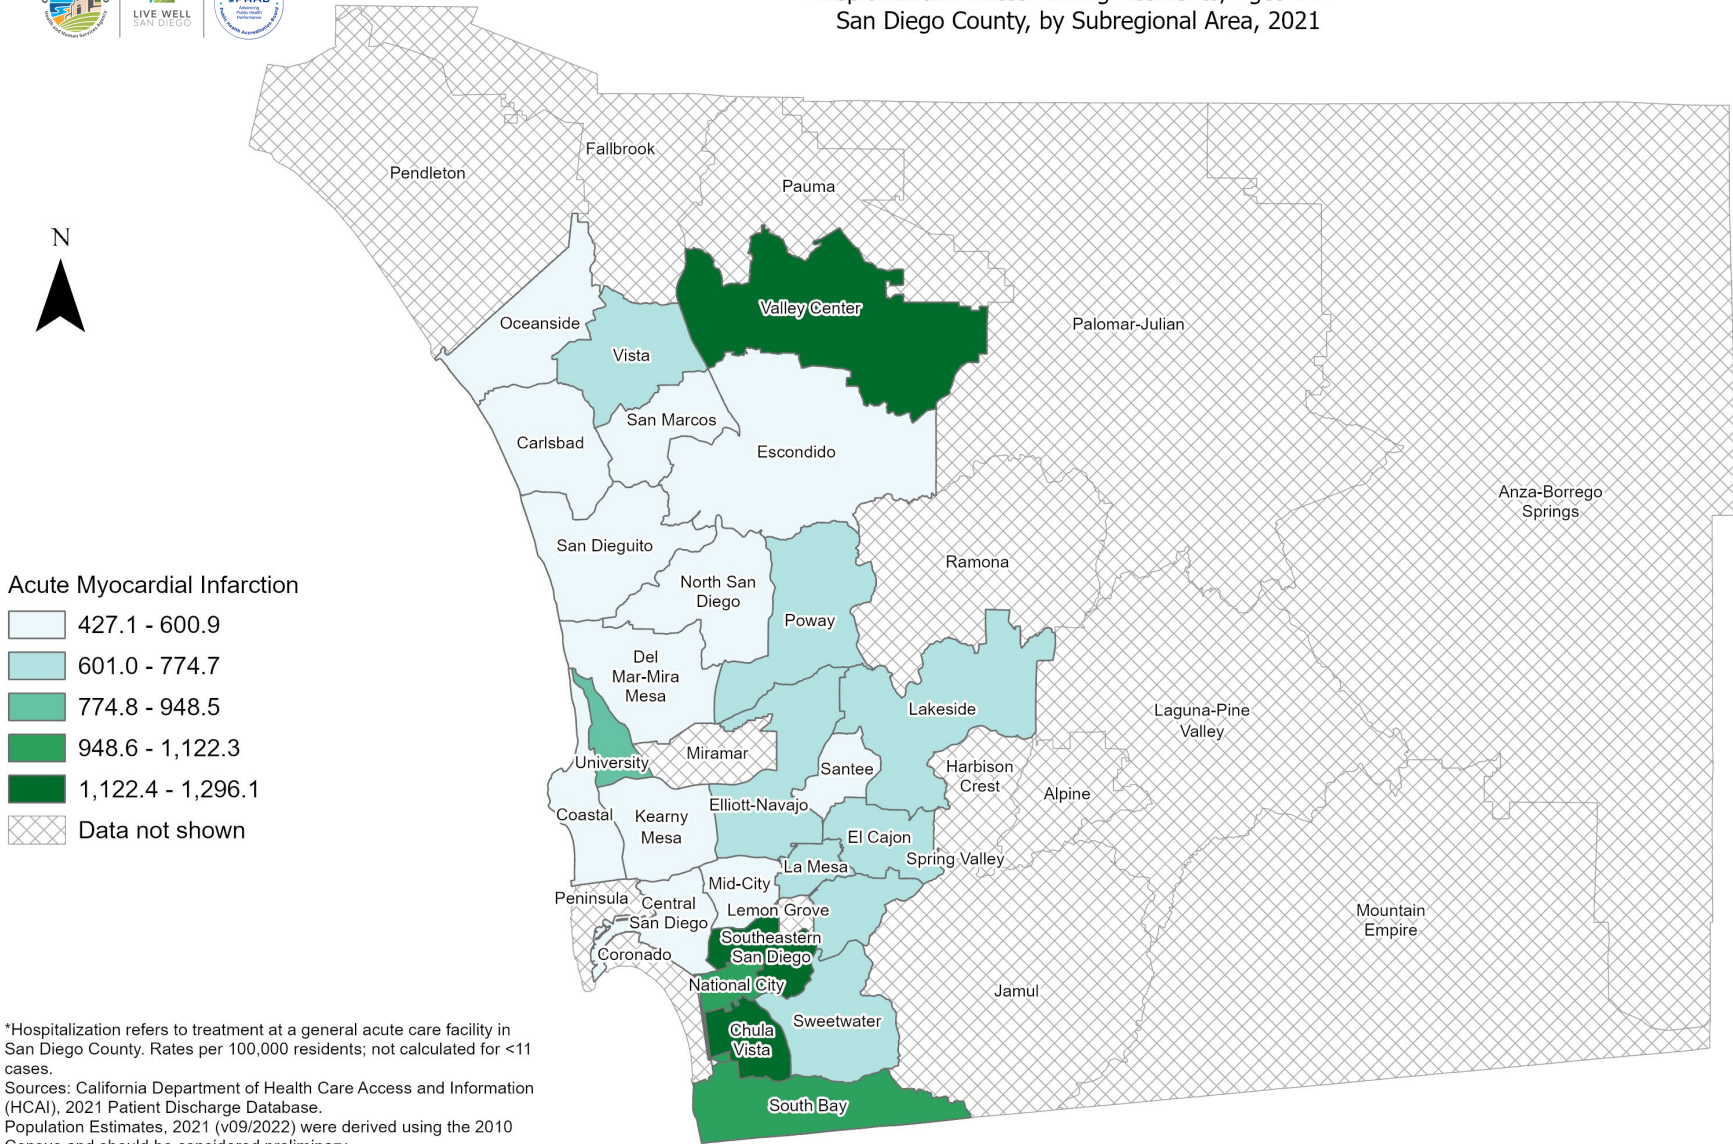 LIVE WELL
SAN DIEGO
San Diego County, by Subregional Area, 2021
Fallbrook
Pendleton
Pauma
N
Valley Center
Oceanside
Palomar-Julian
Vista
San Marcos
Carlsbad
Escondido
Anza-Borrego
Springs
San Dieguito
Ramona
North San
Diego
Poway
Del
Mar-Mira
Mesa
Lakeside
Laguna-Pine
Valley
Miramar
University
Santee
Harbison
Crest
Alpine
Elliott-Navajo
Coastal
Kearny
Mesa
El Cajon
Spring Valley
La Mesa
Mid-City
Peninsula
Central
San Diego
Lemon Grove
Mountain
Empire
Southeastern
San Diego
Coronado
National City
Jamul
Sweetwater
Chula
Vista
South Bay
Acute Myocardial Infarction
427.1 - 600.9
601.0 - 774.7
774.8 - 948.5
948.6 - 1,122.3
1,122.4 - 1,296.1
Data not shown
*Hospitalization refers to treatment at a general acute care facility in
San Diego County. Rates per 100,000 residents; not calculated for <11
cases.
Sources: California Department of Health Care Access and Information
(HCAI), 2021 Patient Discharge Database.
Population Estimates, 2021 (v09/2022) were derived using the 2010
Census and should be considered preliminary.